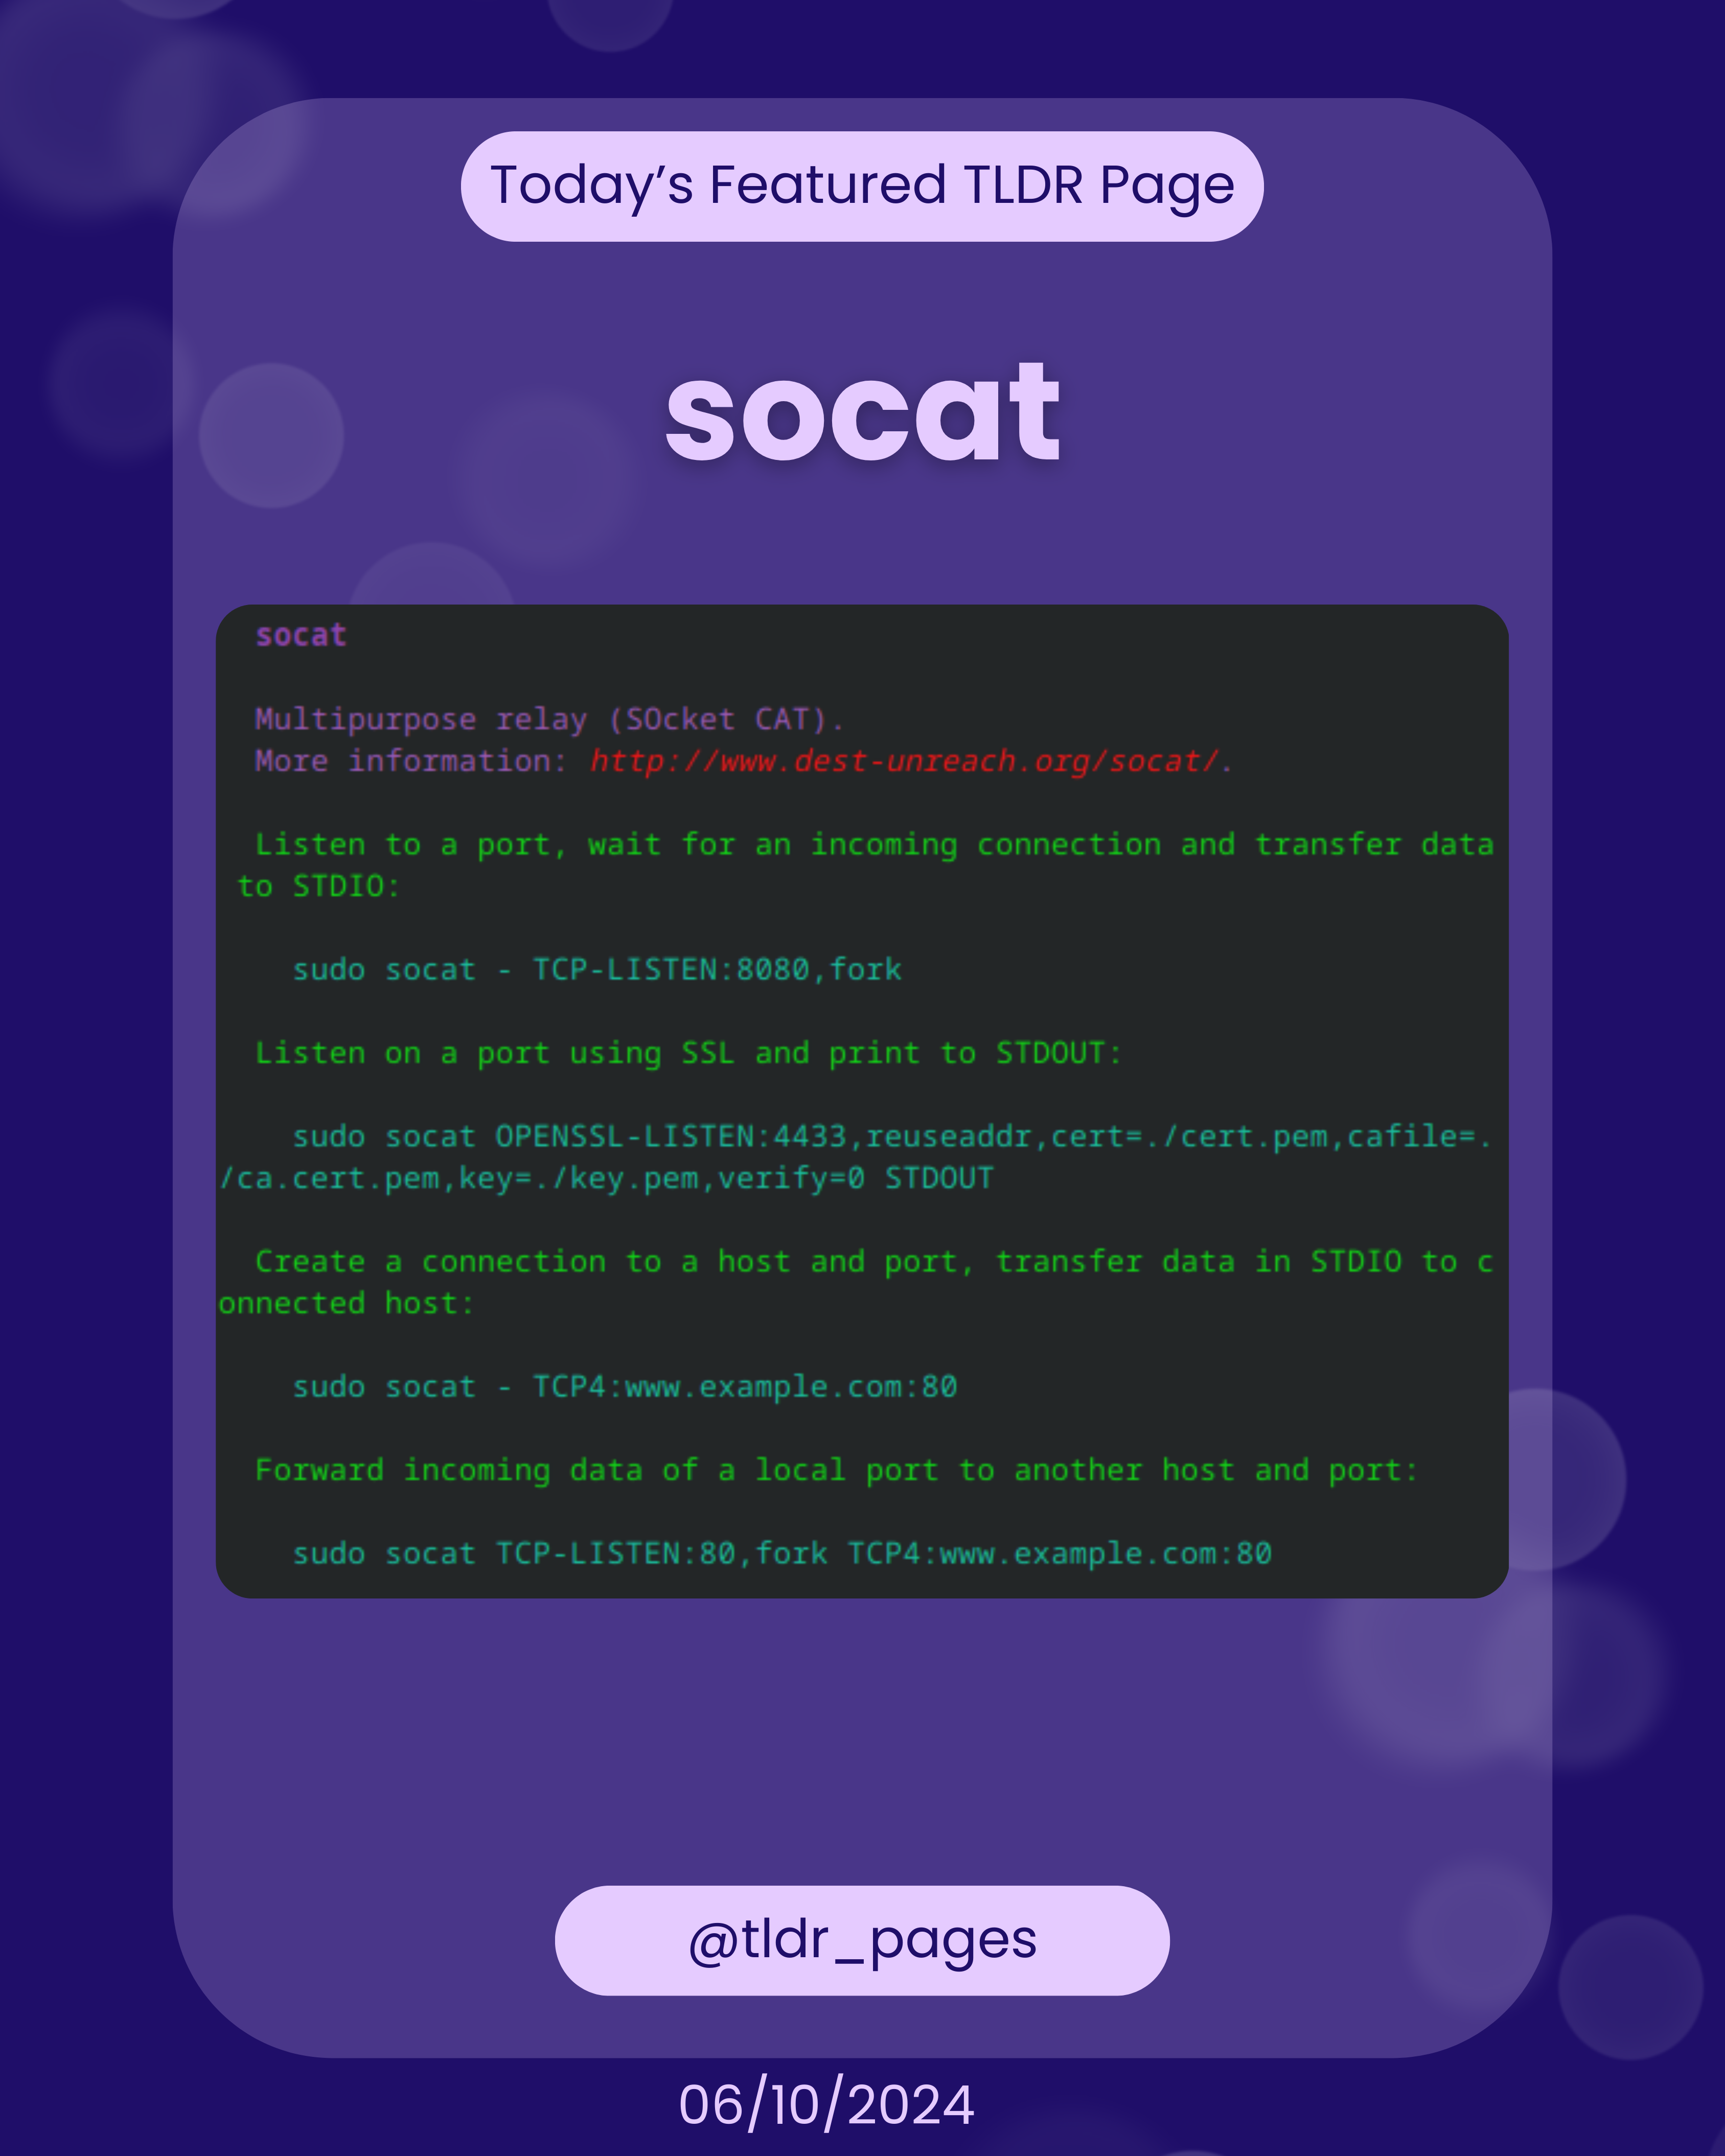 Today’s Featured TLDR Page
socat
socat
Multipurpose relay (SOcket CAT).
More information: http://www.dest-unreach.org/socat/.
Listen to a port, wait for an incoming connection and transfer data
to STDIO:
sudo socat - TCP-LISTEN:8080,fork
Listen on a port using SSL and print to STDOUT:
sudo socat OPENSSL-LISTEN:4433,reuseaddr,cert=./cert.pem,cafile=.
/ca.cert.pem,key=./key.pem,verify=0 STDOUT
Create a connection to a host and port, transfer data in STDIO to c
onnected host:
sudo socat - TCP4:www.example.com:80
Forward incoming data of a local port to another host and port:
sudo socat TCP-LISTEN:80,fork TCP4:www.example.com:80
@tldr_pages
06/10/2024